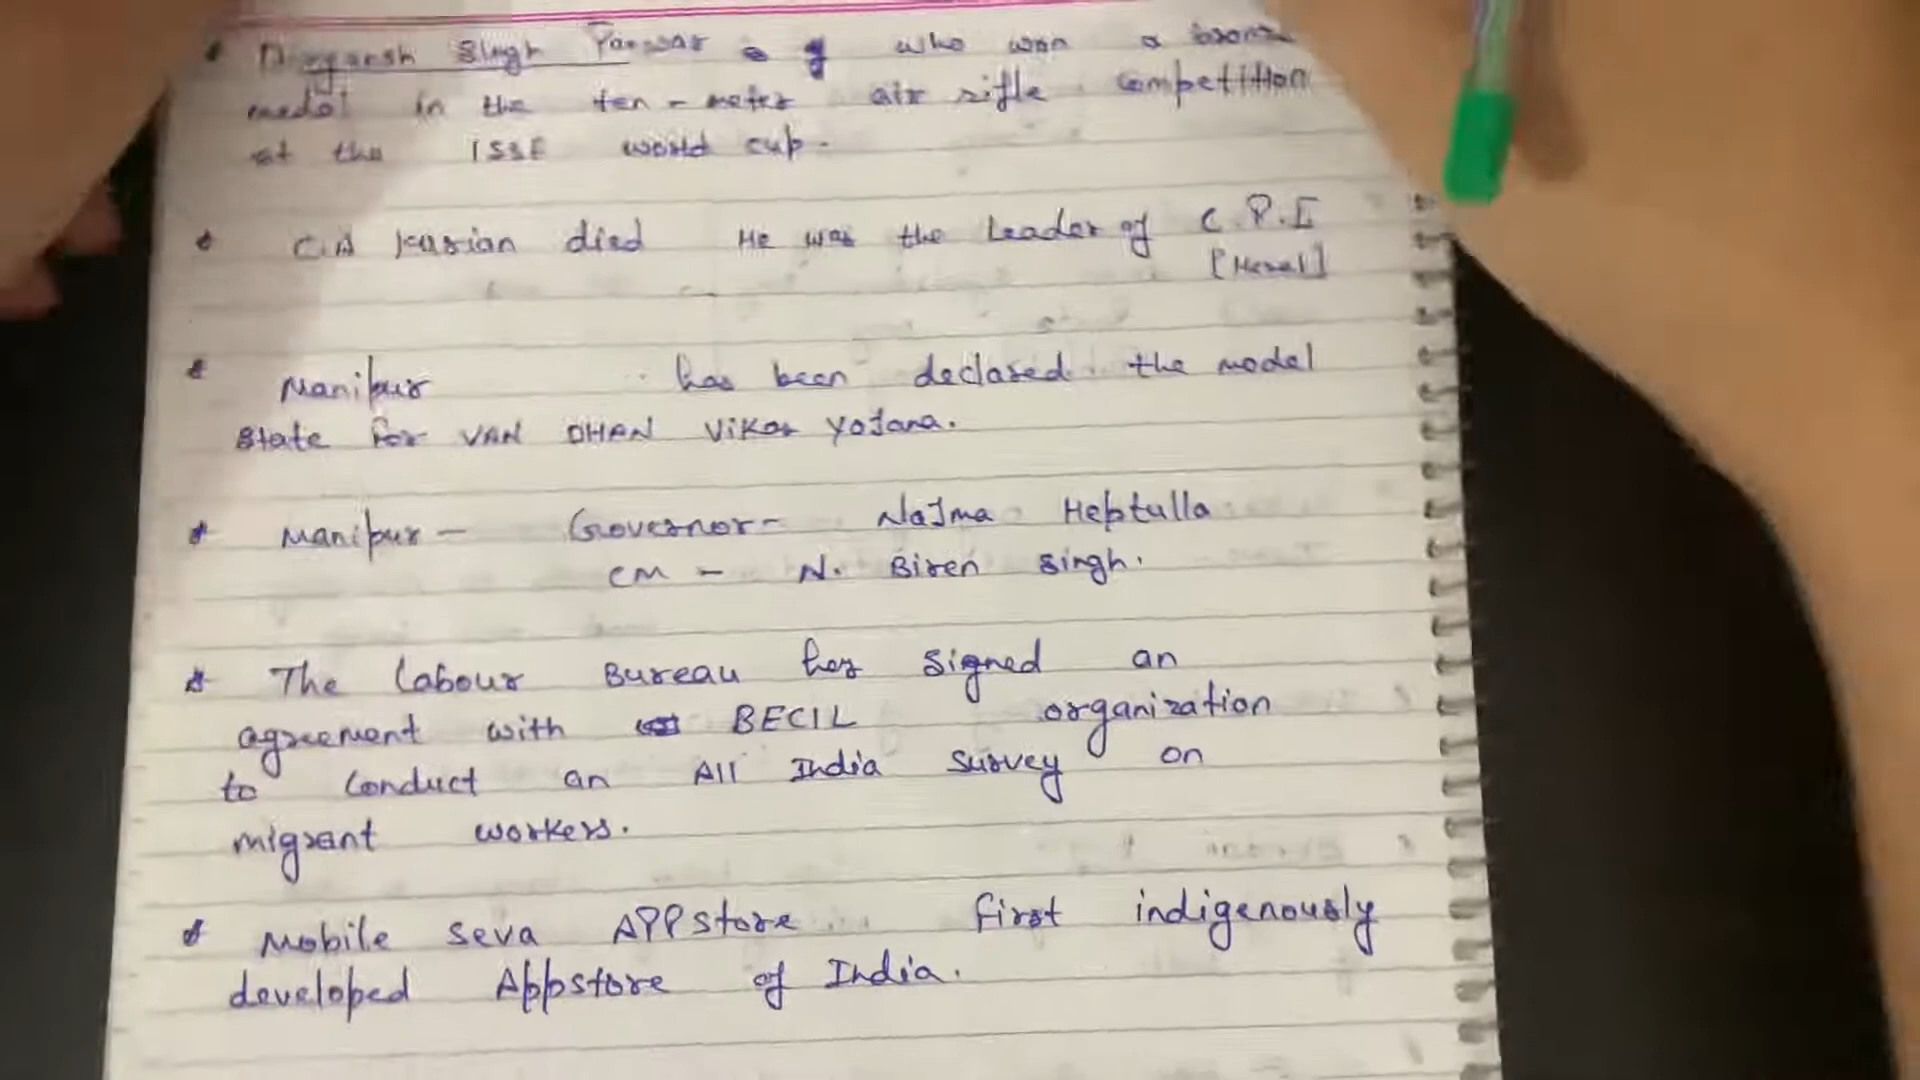 Divyansh Singh Panwar who won a bronze
medal in the ten-meter air rifle competition
at the ISSF world cup.
C.A Kurian died He was the Leader of C.P.I
Manipur has been declared the model
State for VAN DHAN Vikas Yojana.
Manipur - Governor - Najma Heptulla
CM - N. Biren Singh.
The Labour Bureau has signed an
agreement with BECIL organization
to Conduct an All India Survey on
migrant workers.
Mobile Seva APPstore first indigenously
developed Appstore of India.